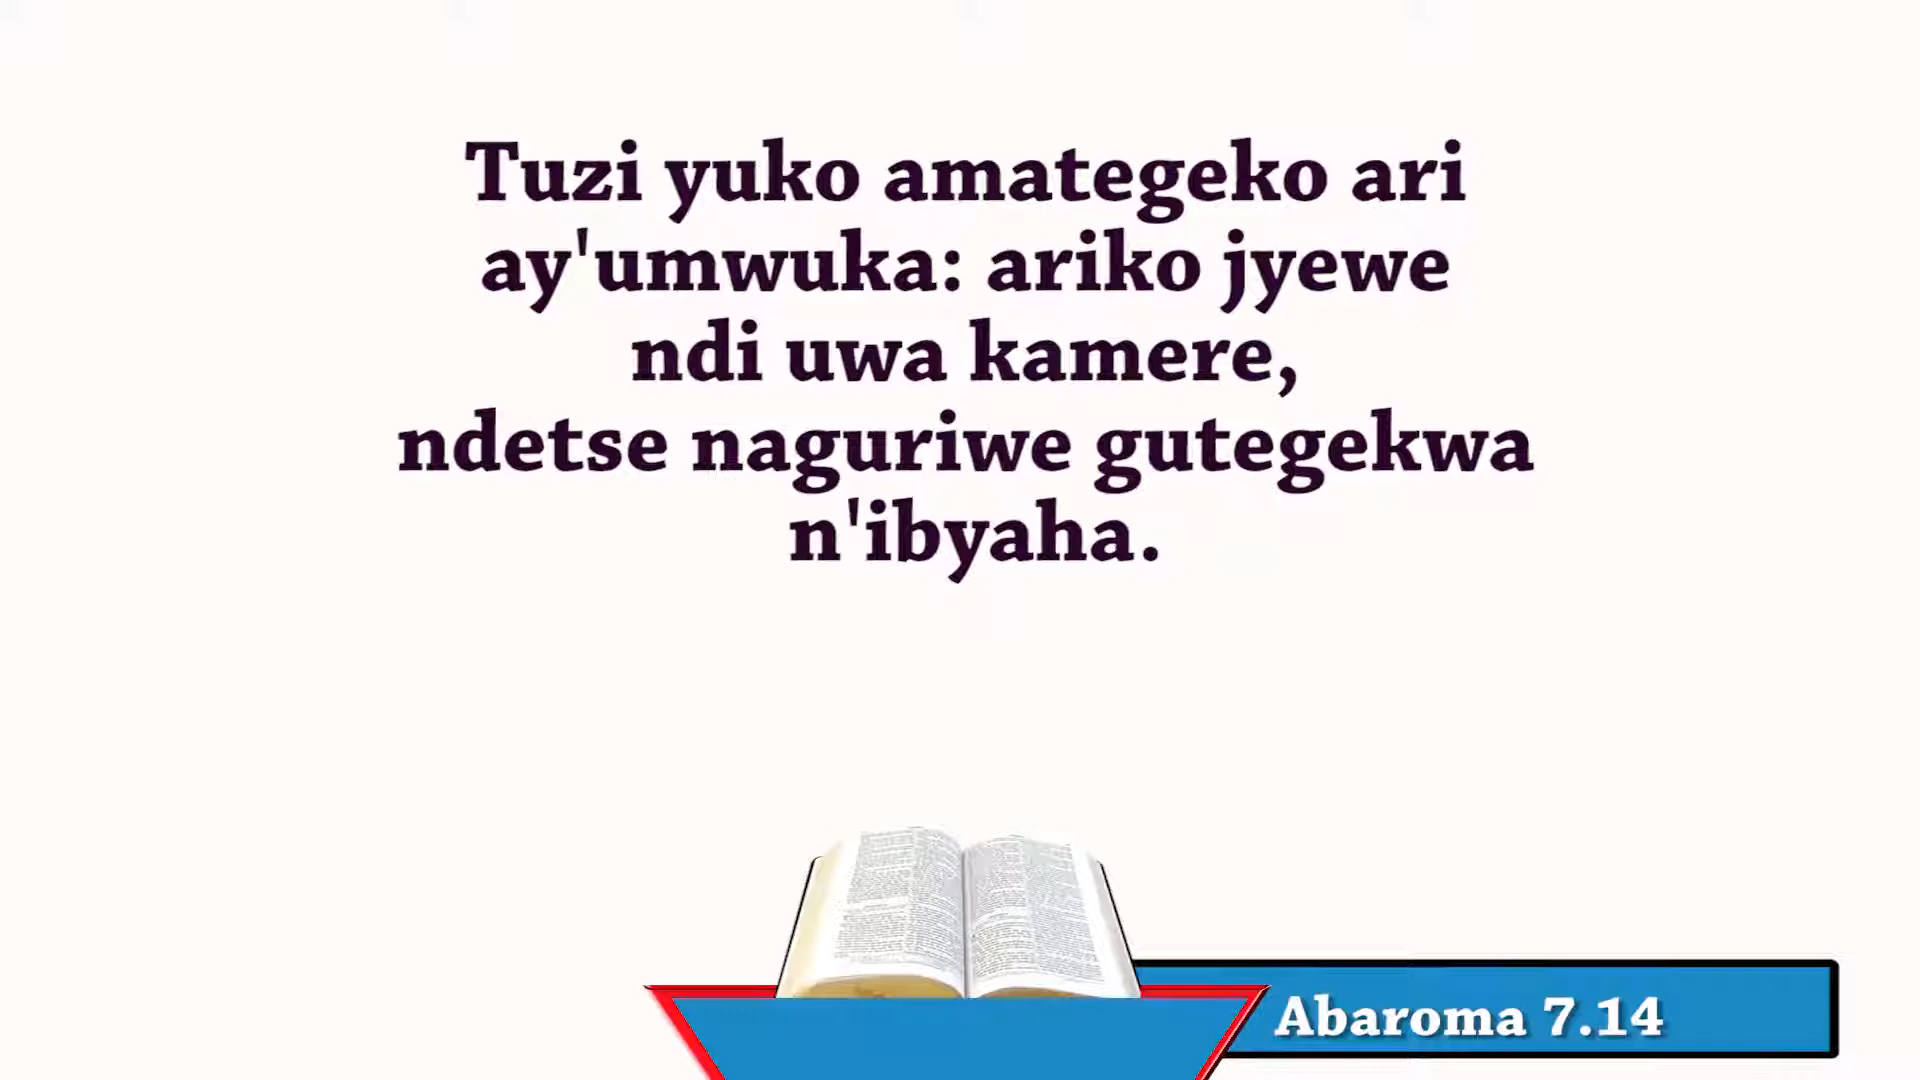 Tuzi yuko amategeko ari
ay'umwuka: ariko jyewe
ndi uwa kamere,
ndetse naguriwe gutegekwa
n'ibyaha.
Abaroma 7.14